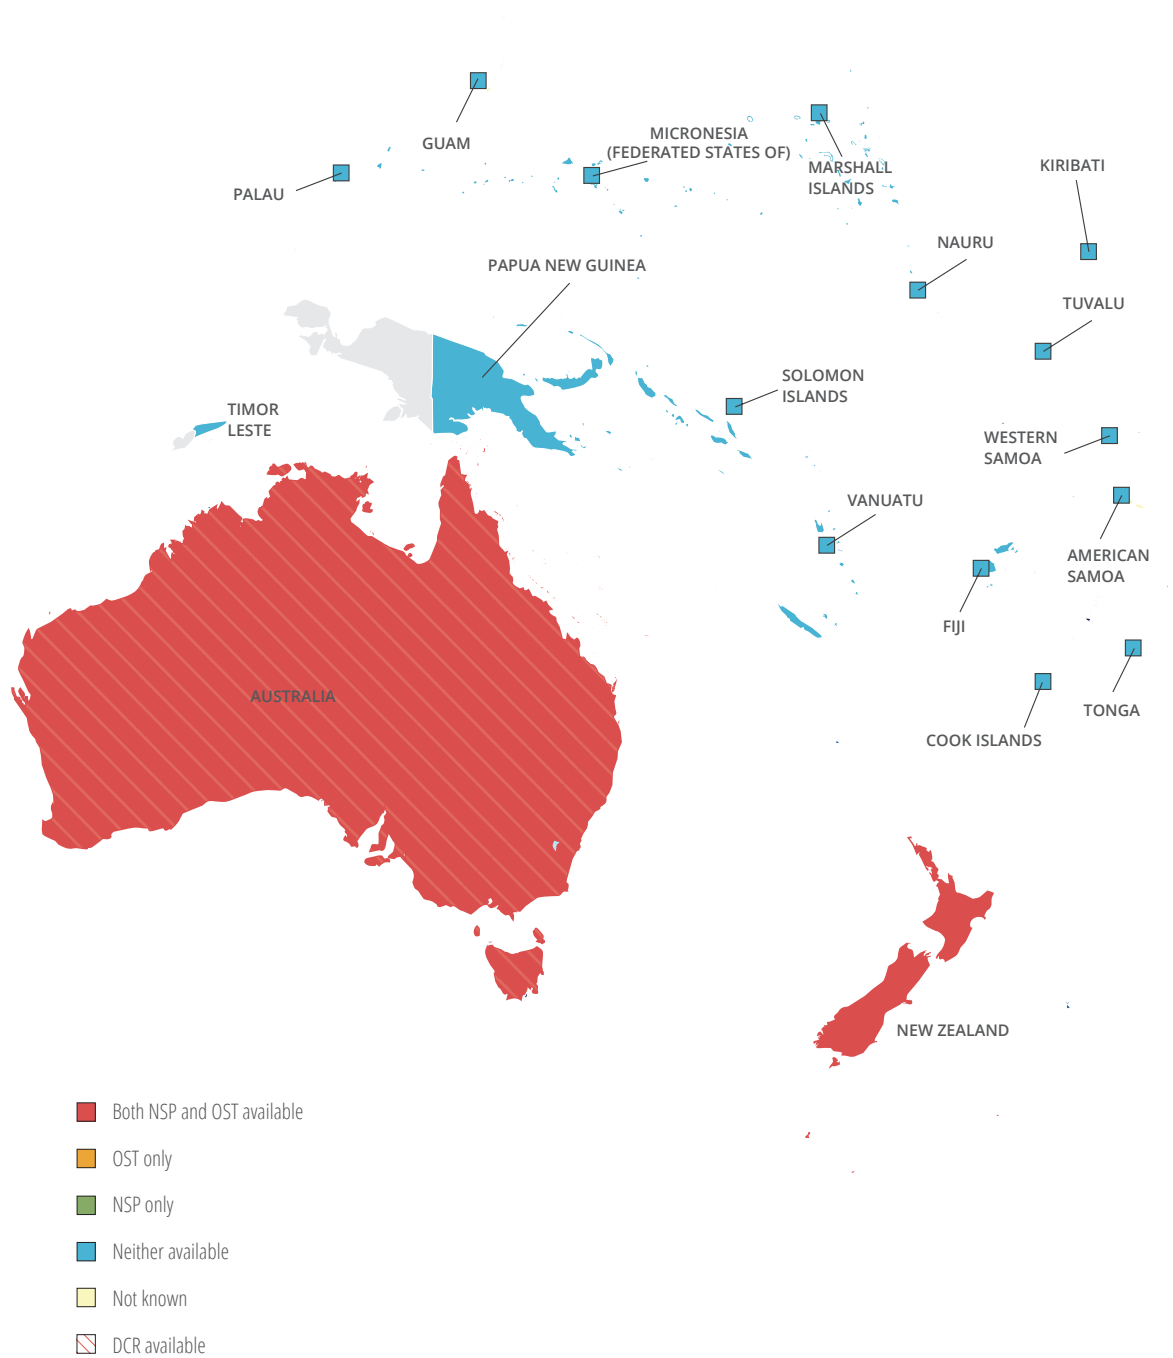 GUAM
MICRONESIA
(FEDERATED STATES OF)
MARSHALL
ISLANDS
KIRIBATI
PALAU
NAURU
PAPUA NEW GUINEA
TUVALU
SOLOMON
ISLANDS
TIMOR
LESTE
WESTERN
SAMOA
VANUATU
AMERICAN
SAMOA
FIJI
AUSTRALIA
TONGA
COOK ISLANDS
NEW ZEALAND
Both NSP and OST available
OST only
NSP only
Neither available
Not known
DCR available